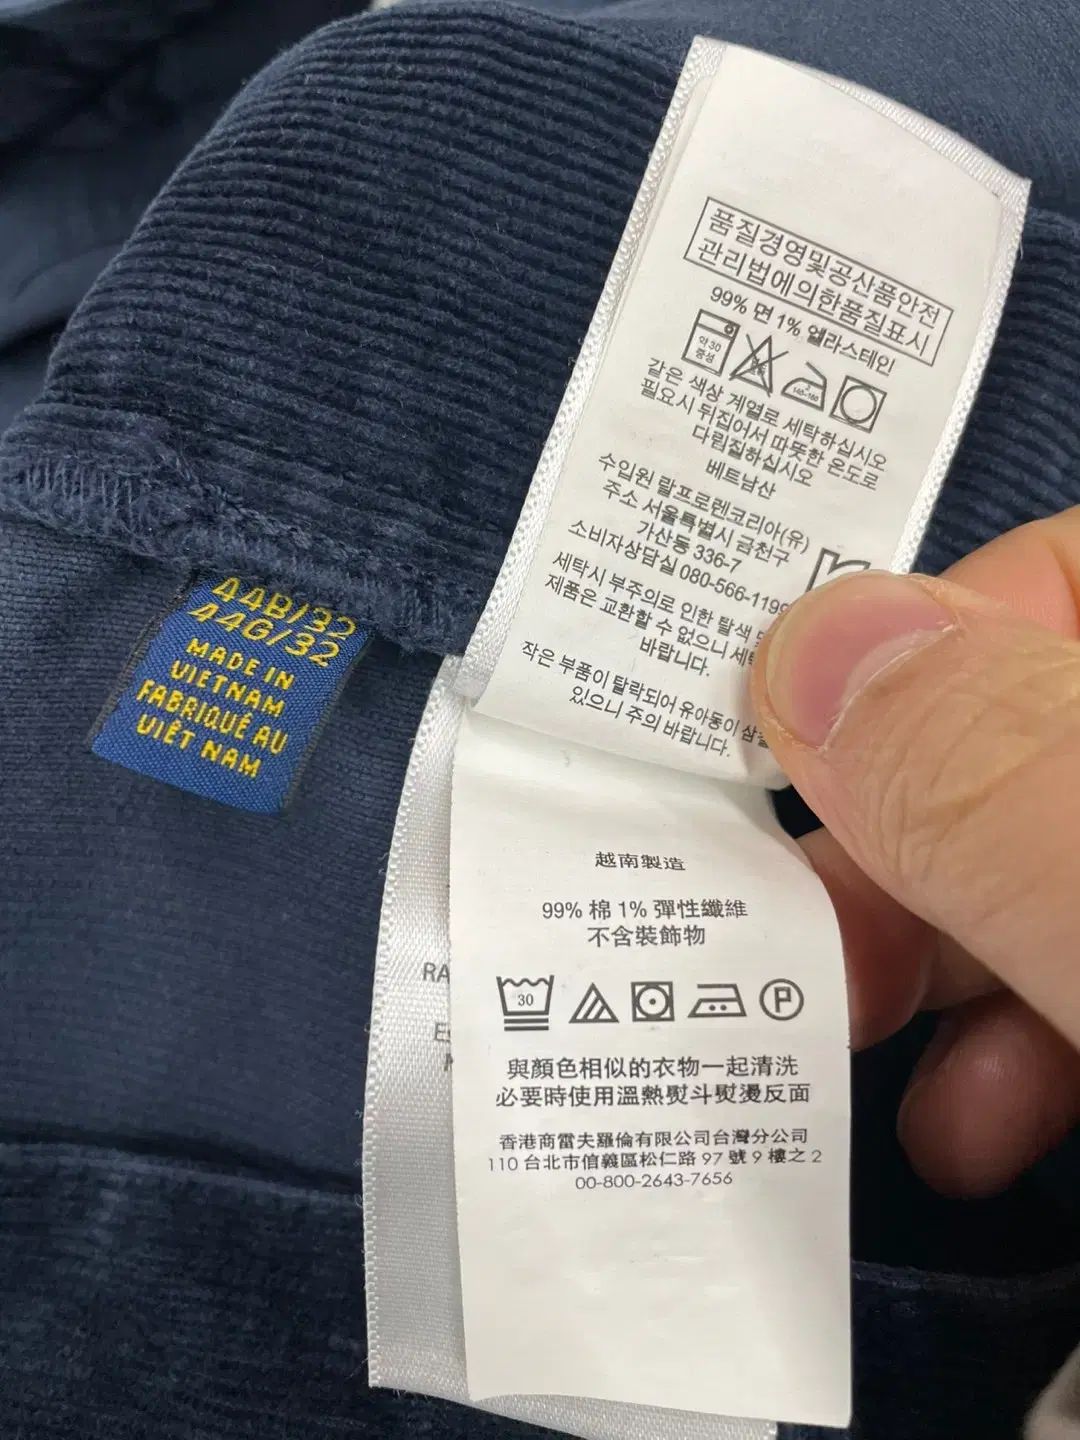 품질경영및공산품안전
관리법에의한품질표시
99% 면 1% 엘라스테인
약 30
중성
140~160
같은 색상 계열로 세탁하십시오
필요시 뒤집어서 따뜻한 온도로
다림질하십시오
베트남산
수입원 랄프로렌코리아(유)
주소 서울특별시 금천구
가산동 336-7
소비자상담실 080-566-119
세탁시 부주의로 인한 탈색
제품은 교환할 수 없으니
바랍니다.
작은 부품이 탈락되어 유아동이
있으니 주의 바랍니다.
44B/32
44G/32
MADE IN
VIETNAM
FABRIQUÉ AU
VIÊT NAM
越南製造
99% 棉 1% 彈性纖維
不含裝飾物
RA
30
P
與顏色相似的衣物一起清洗
必要時使用溫熱熨斗熨燙反面
香港商雷夫羅倫有限公司台灣分公司
110 台北市信義區松仁路 97 號 9 樓之 2
00-800-2643-7656